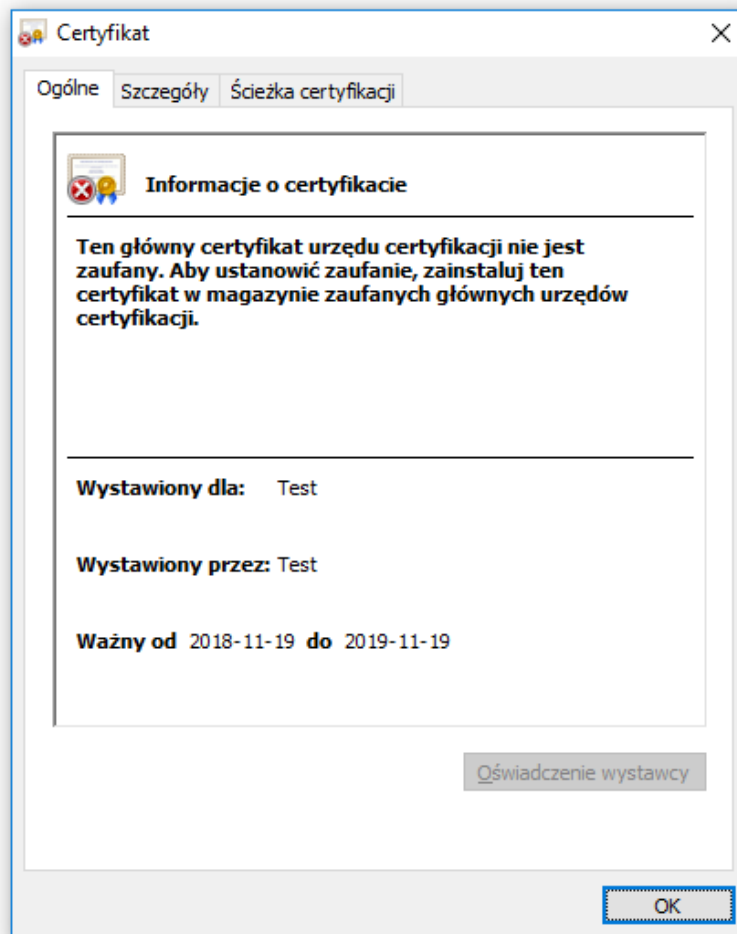 Certyfikat
Ogólne Szczegóły Ścieżka certyfikacji
Informacje o certyfikacie
Ten główny certyfikat urzędu certyfikacji nie jest
zaufany. Aby ustanowić zaufanie, zainstaluj ten
certyfikat w magazynie zaufanych głównych urzędów
certyfikacji.
Wystawiony dla: Test
Wystawiony przez: Test
Ważny od 2018-11-19 do 2019-11-19
Oświadczenie wystawcy
OK